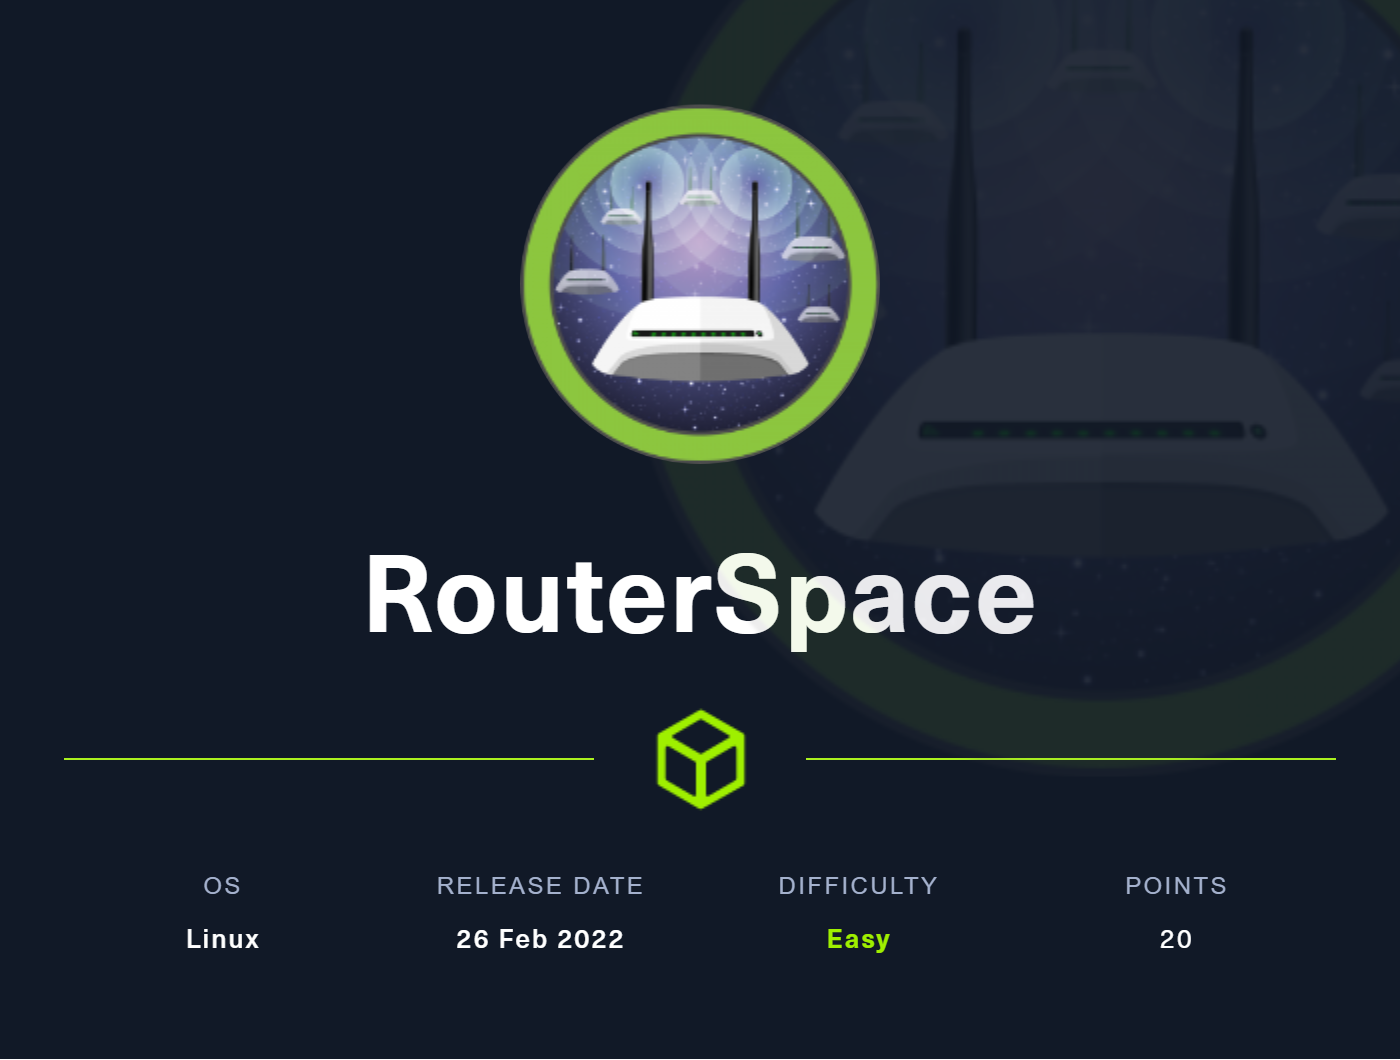 RouterSpace
OS
RELEASE DATE
DIFFICULTY
POINTS
Linux
26 Feb 2022
Easy
20